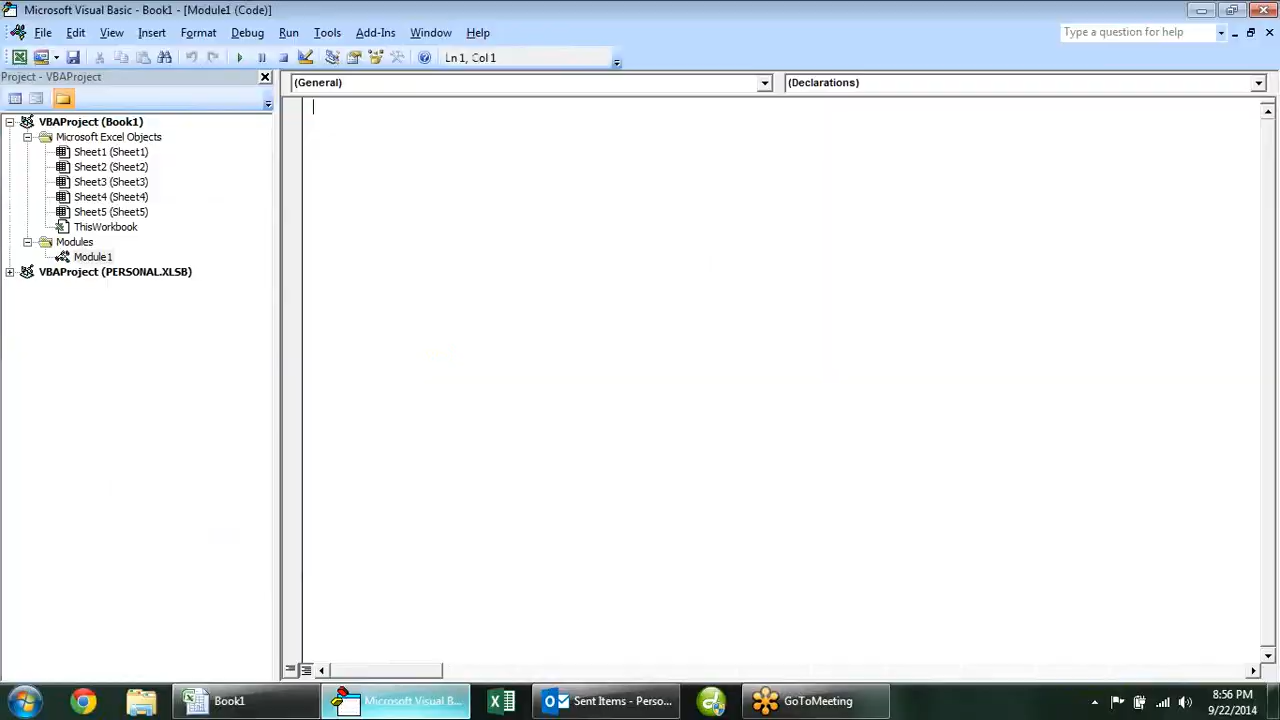 Microsoft Visual Basic - Book1 - [Module1 (Code)]
File Edit View Insert Format Debug Run Tools Add-Ins Window Help
Type a question for help
Ln 1, Col 1
Project - VBAProject
(General)
(Declarations)
VBAProject (Book1)
Microsoft Excel Objects
Sheet1 (Sheet1)
Sheet2 (Sheet2)
Sheet3 (Sheet3)
Sheet4 (Sheet4)
Sheet5 (Sheet5)
ThisWorkbook
Modules
Module1
VBAProject (PERSONAL.XLSB)
Book1
Microsoft Visual B...
Sent Items - Perso...
GoToMeeting
8:56 PM
9/22/2014